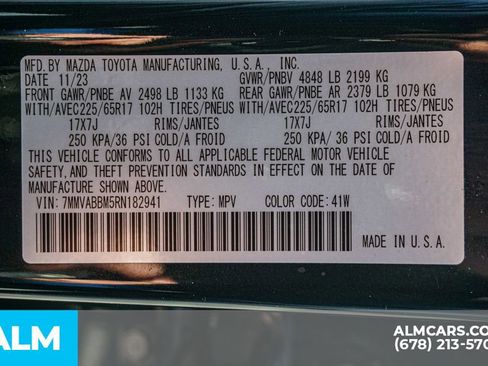 MFD. BY MAZDA TOYOTA MANUFACTURING, U.S.A., INC.
DATE 11/23 GVWR/PNBV 4848 LB 2199 KG
FRONT GAWR/PNBE AV 2498 LB 1133 KG REAR GAWR/PNBE AR 2379 LB 1079 KG
WITH/AVEC225/65R17 102H TIRES/PNEUS WITH/AVEC225/65R17 102H TIRES/PNEUS
17X7J RIMS/JANTES 17X7J RIMS/JANTES
250 KPA/36 PSI COLD/A FROID 250 KPA/ 36 PSI COLD/A FROID
THIS VEHICLE CONFORMS TO ALL APPLICABLE FEDERAL MOTOR VEHICLE
SAFETY, AND THEFT PREVENTION STANDARDS IN EFFECT ON THE DATE OF
MANUFACTURE SHOWN ABOVE.
VIN: 7MMVABBM5RN182941 TYPE: MPV COLOR CODE: 41W
MADE IN U.S.A.
ALM
ALMCARS.COM
(678) 213-570